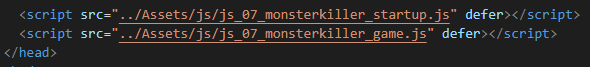 <script src="../Assets/js/js_07_monsterkiller_startup.js" defer></script>
<script src="../Assets/js/js_07_monsterkiller_game.js" defer></script>
</head>